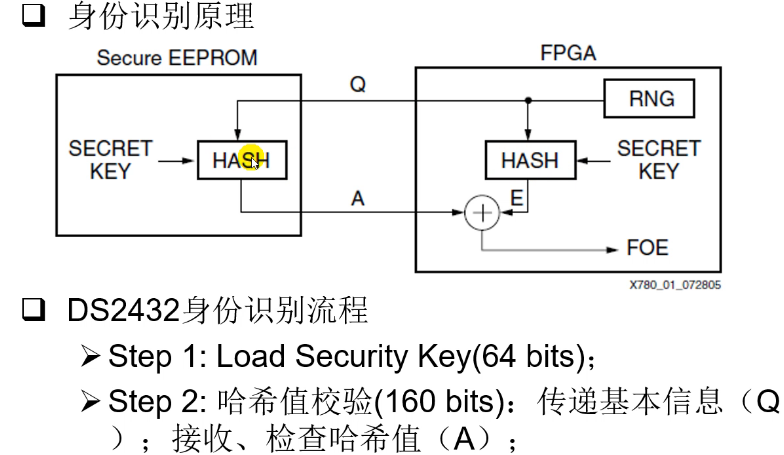 身份识别原理
Secure EEPROM
FPGA
Q
RNG
SECRET
KEY
HASH
HASH
SECRET
KEY
A
E
FOE
X780_01_072805
DS2432身份识别流程
Step 1: Load Security Key(64 bits)；
Step 2: 哈希值校验(160 bits)：传递基本信息（Q
）；接收、检查哈希值（A）；